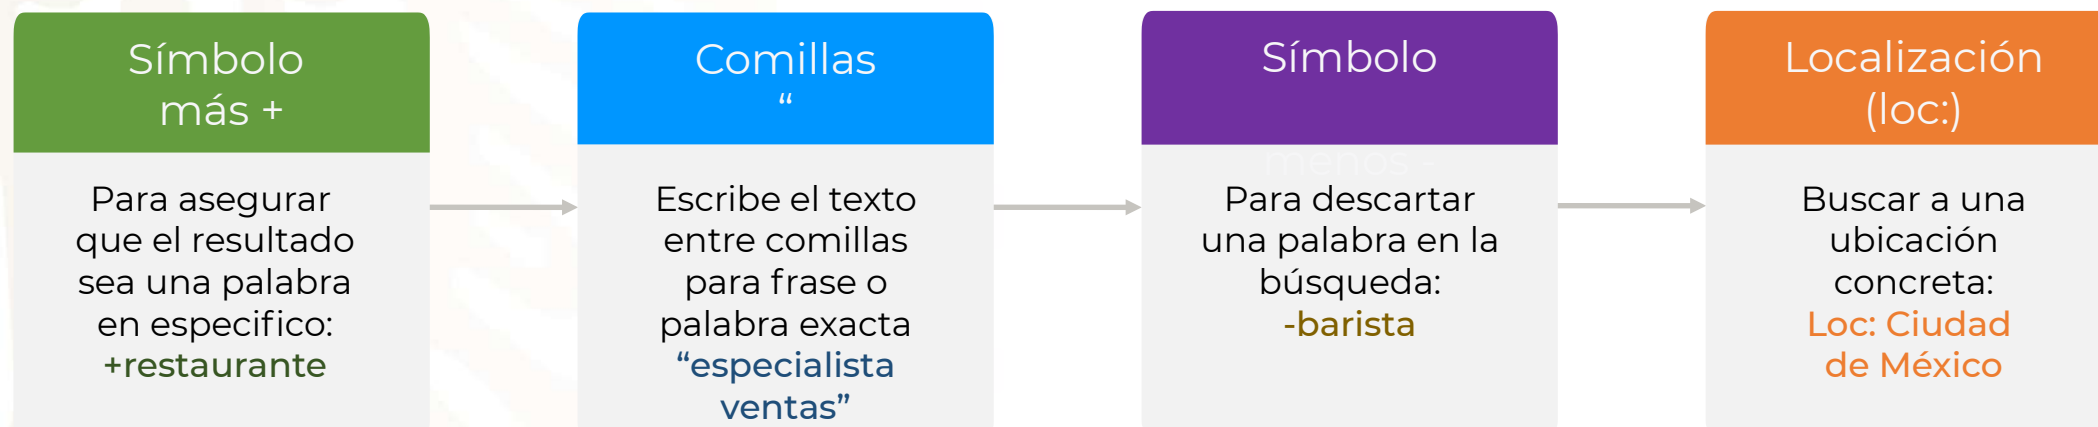 Símbolo
más +
Para asegurar
que el resultado
sea una palabra
en especifico:
+restaurante
Comillas
“
Escribe el texto
entre comillas
para frase o
palabra exacta
“especialista
ventas”
Símbolo
menos -
Para descartar
una palabra en la
búsqueda:
-barista
Localización
(loc:)
Buscar a una
ubicación
concreta:
Loc: Ciudad
de México